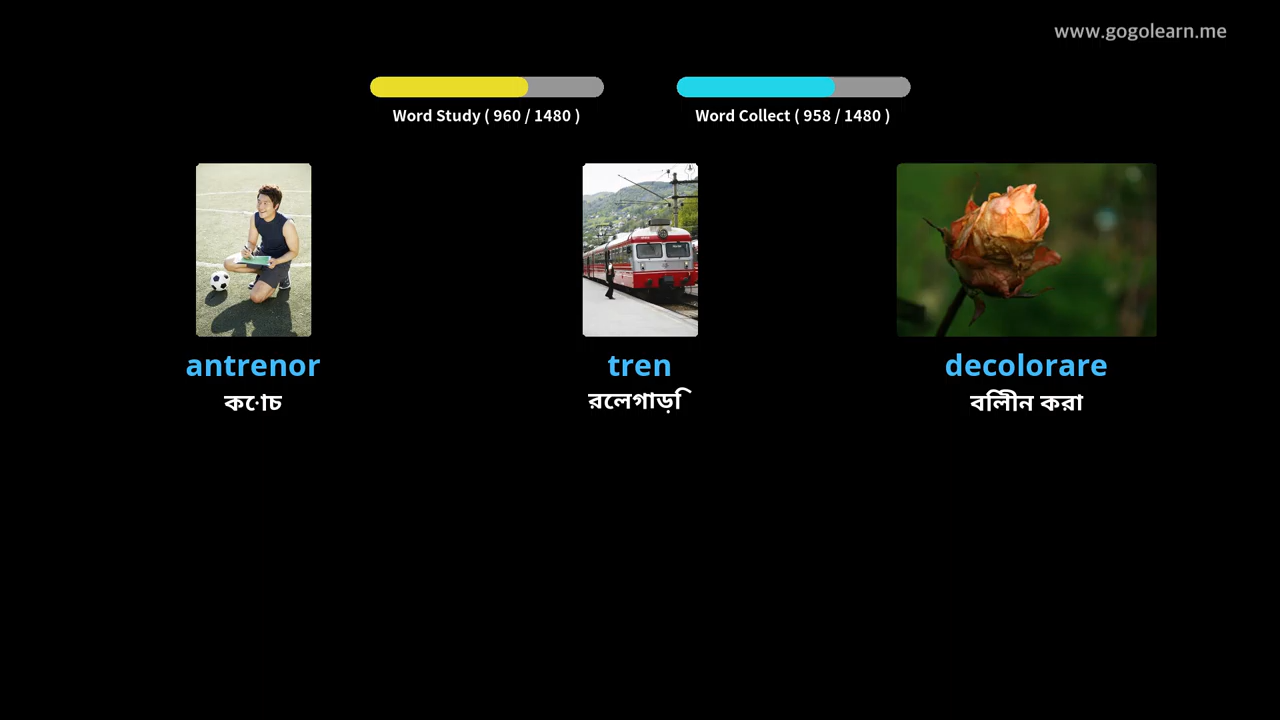 www.gogolearn.me
Word Study ( 960 / 1480 )
Word Collect ( 958 / 1480 )
antrenor
tren
decolorare
কোচ
রেলগাড়ি
বিলীন করা